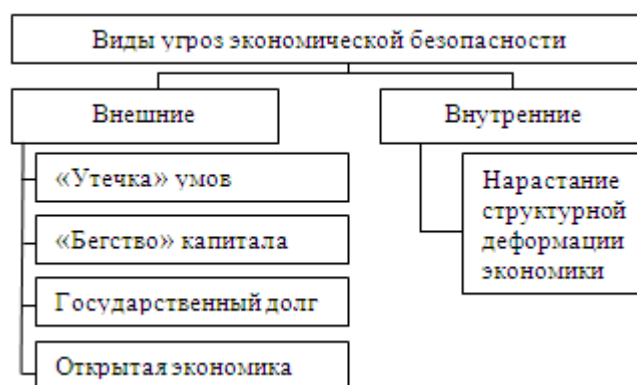 Виды угроз экономической безопасности
Внешние
Внутренние
«Утечка» умов
«Бегство» капитала
Государственный долг
Открытая экономика
Нарастание
структурной
деформации
экономики